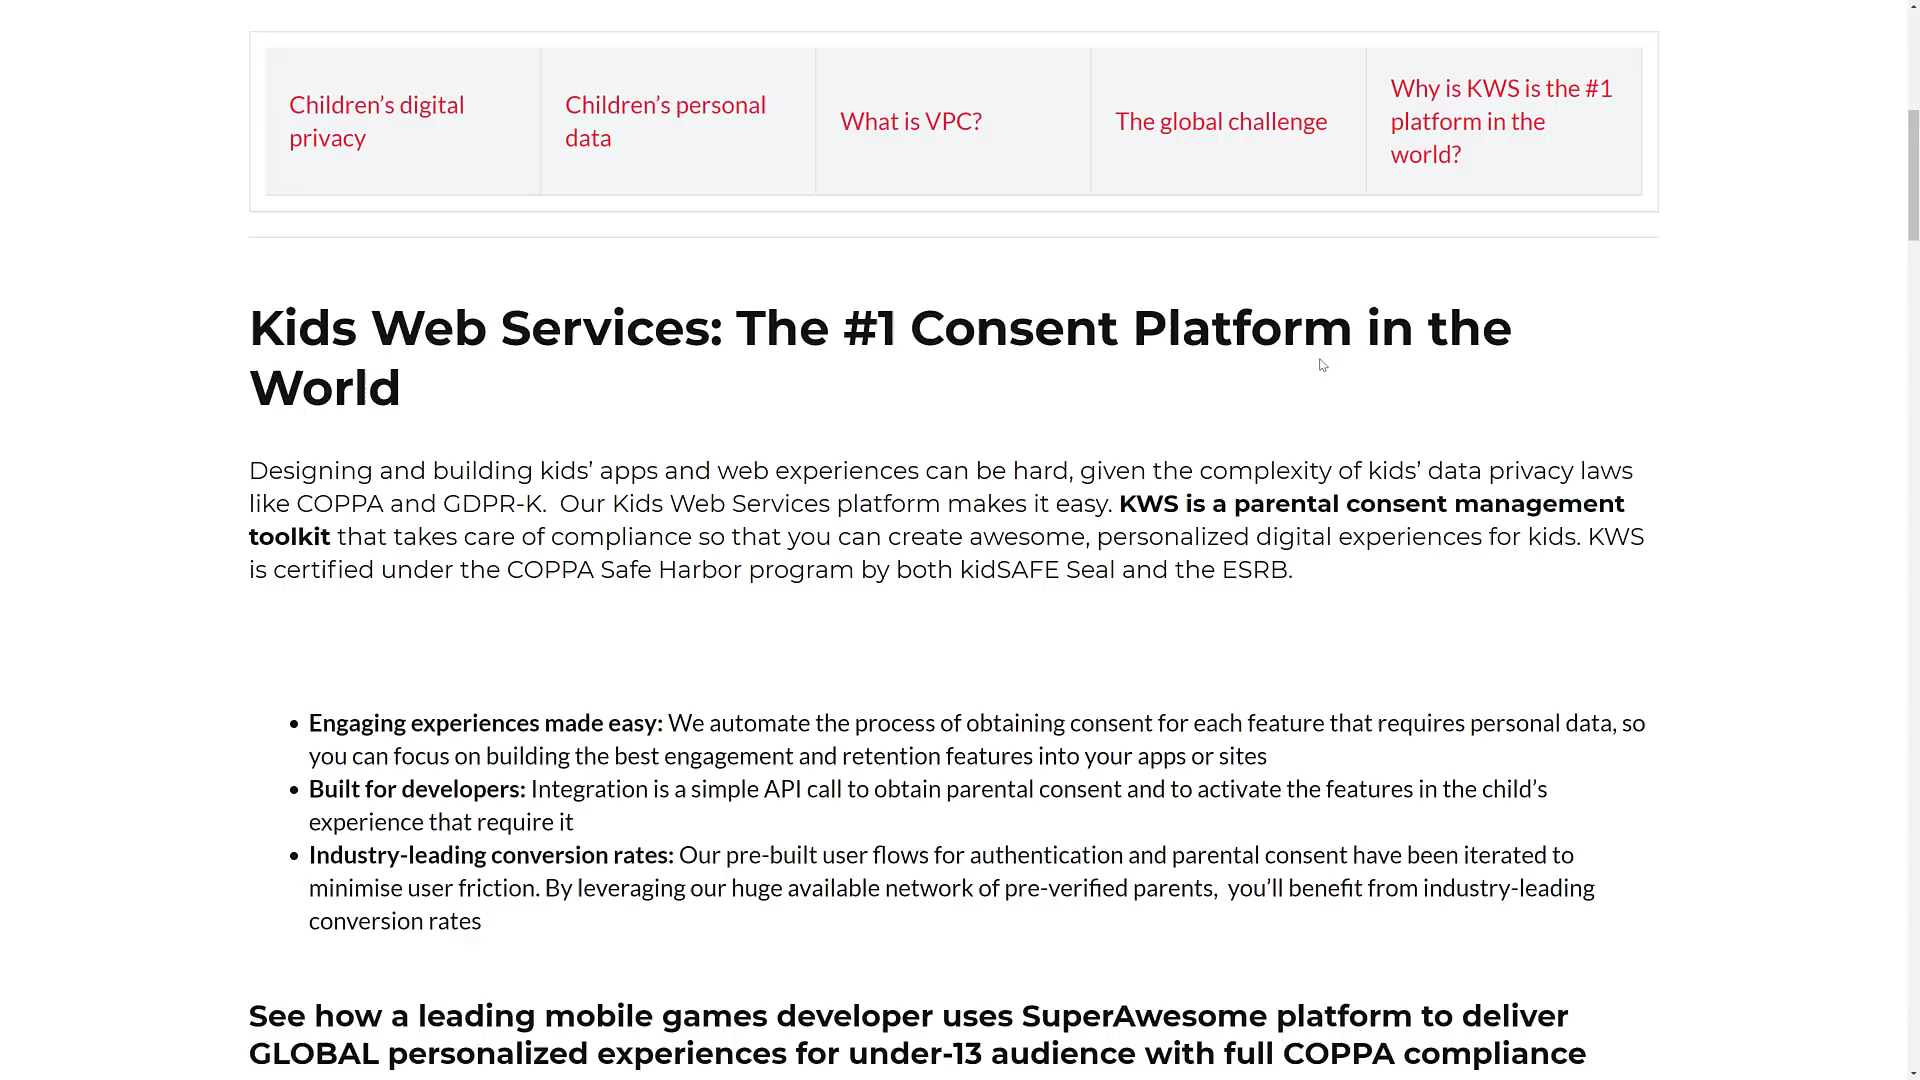 Children’s digital
privacy
Children’s personal
data
What is VPC?
The global challenge
Why is KWS is the #1
platform in the
world?
Kids Web Services: The #1 Consent Platform in the
World
Designing and building kids’ apps and web experiences can be hard, given the complexity of kids’ data privacy laws
like COPPA and GDPR-K.  Our Kids Web Services platform makes it easy. KWS is a parental consent management
toolkit that takes care of compliance so that you can create awesome, personalized digital experiences for kids. KWS
is certified under the COPPA Safe Harbor program by both kidSAFE Seal and the ESRB.
• Engaging experiences made easy: We automate the process of obtaining consent for each feature that requires personal data, so
you can focus on building the best engagement and retention features into your apps or sites
• Built for developers: Integration is a simple API call to obtain parental consent and to activate the features in the child’s
experience that require it
• Industry-leading conversion rates: Our pre-built user flows for authentication and parental consent have been iterated to
minimise user friction. By leveraging our huge available network of pre-verified parents,  you’ll benefit from industry-leading
conversion rates
See how a leading mobile games developer uses SuperAwesome platform to deliver
GLOBAL personalized experiences for under-13 audience with full COPPA compliance